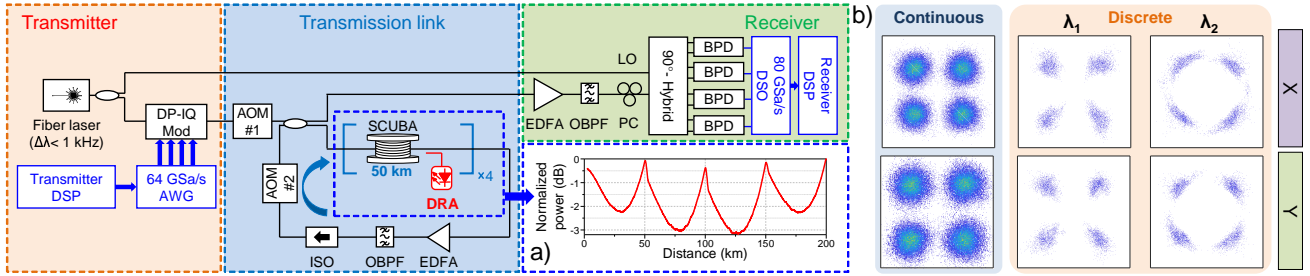 Transmitter
Fiber laser
(Δλ< 1 kHz)
DP-IQ
Mod
Transmitter
DSP
64 GSa/s
AWG
Transmission link
AOM
#1
SCUBA
50 km
×4
DRA
AOM
#2
ISO
OBPF
EDFA
Receiver
LO
EDFA
OBPF
PC
90°- Hybrid
BPD
BPD
BPD
BPD
80 GSa/s
DSO
Receiver
DSP
a)
Normalized
power (dB)
0
-1
-2
-3
0
50
100
150
200
Distance (km)
b)
Continuous
Discrete
λ1
λ2
X
Y